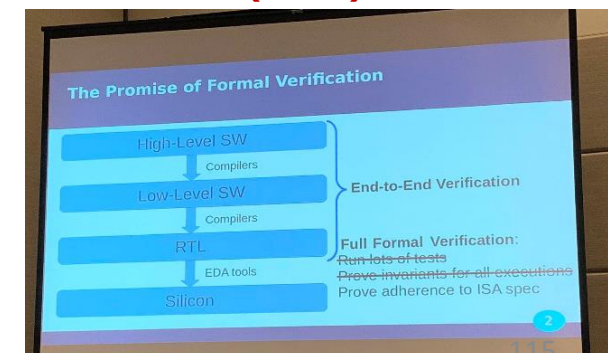 The Promise of Formal Verification
High-Level SW
Compilers
Low-Level SW
Compilers
RTL
EDA tools
Silicon
End-to-End Verification
Full Formal Verification:
Run lots of tests
Prove invariants for all executions
Prove adherence to ISA spec
2
115